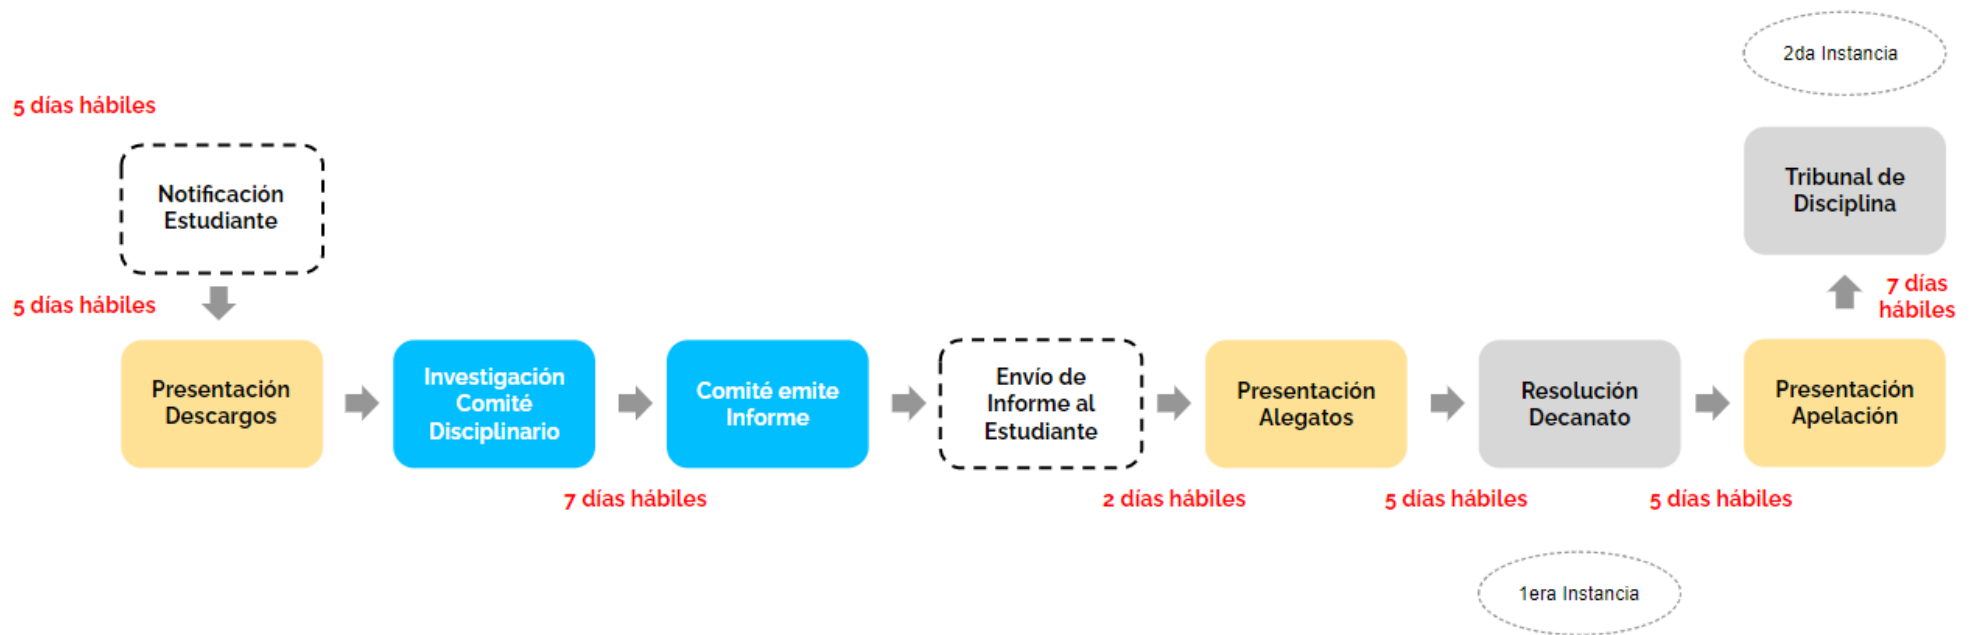 5 días hábiles
Notificación
Estudiante
5 días hábiles
Presentación
Descargos
Investigación
Comité
Disciplinario
Comité emite
Informe
7 días hábiles
Envío de
Informe al
Estudiante
2 días hábiles
Presentación
Alegatos
5 días hábiles
Resolución
Decanato
1era Instancia
5 días hábiles
Presentación
Apelación
7 días
hábiles
Tribunal de
Disciplina
2da Instancia